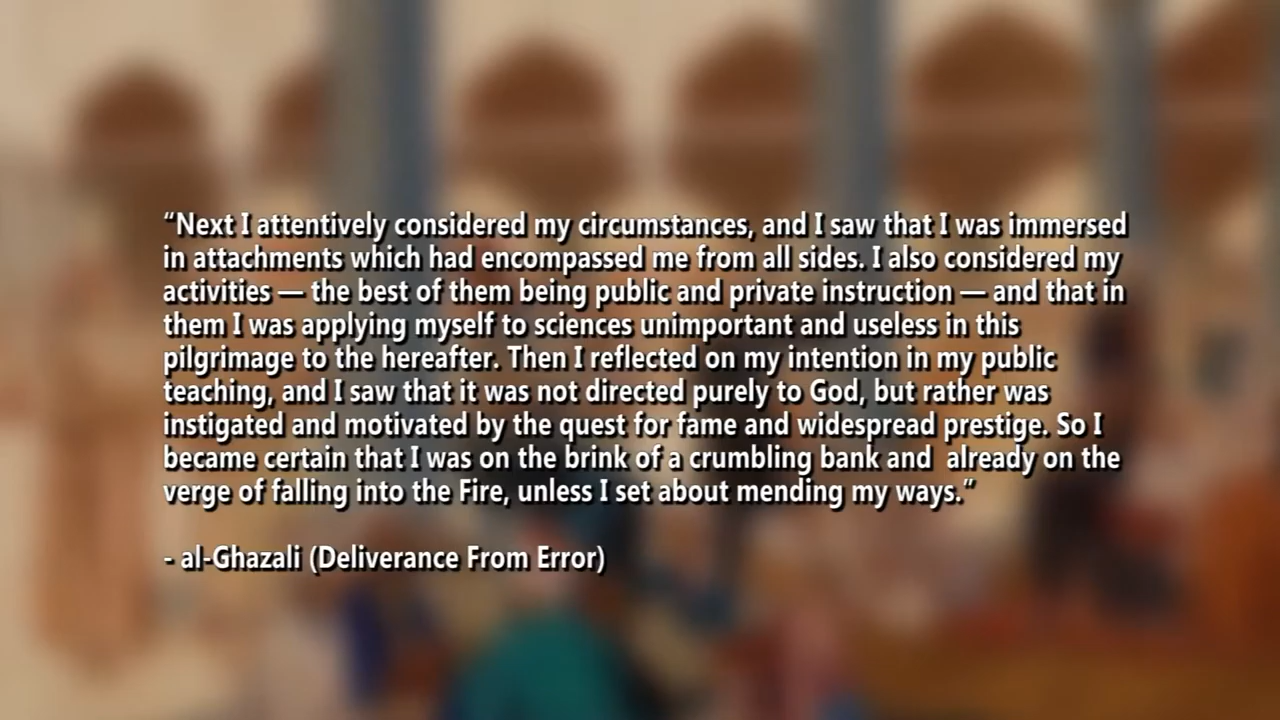 “Next I attentively considered my circumstances, and I saw that I was immersed
in attachments which had encompassed me from all sides. I also considered my
activities — the best of them being public and private instruction — and that in
them I was applying myself to sciences unimportant and useless in this
pilgrimage to the hereafter. Then I reflected on my intention in my public
teaching, and I saw that it was not directed purely to God, but rather was
instigated and motivated by the quest for fame and widespread prestige. So I
became certain that I was on the brink of a crumbling bank and  already on the
verge of falling into the Fire, unless I set about mending my ways.”
- al-Ghazali (Deliverance From Error)